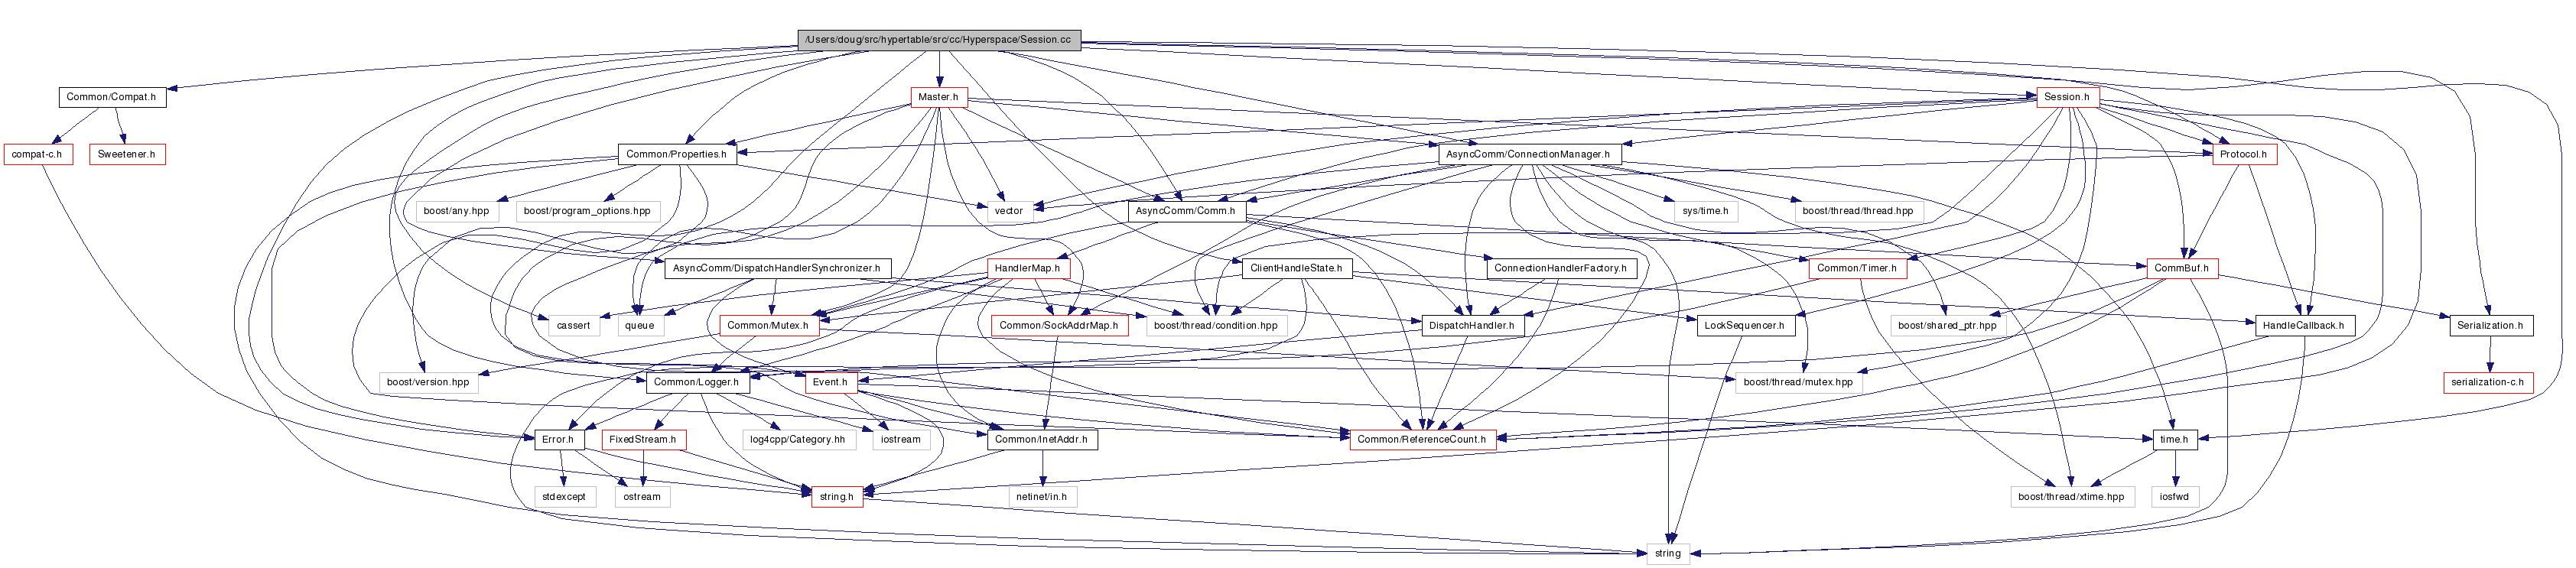 /Users/doug/src/hypertable/src/cc/Hyperspace/Session.cc
Common/Compat.h
Master.h
Session.h
compat-c.h
Sweetener.h
Common/Properties.h
AsyncComm/ConnectionManager.h
Protocol.h
boost/any.hpp
boost/program_options.hpp
vector
AsyncComm/Comm.h
sys/time.h
boost/thread/thread.hpp
AsyncComm/DispatchHandlerSynchronizer.h
HandlerMap.h
ClientHandleState.h
ConnectionHandlerFactory.h
Common/Timer.h
CommBuf.h
cassert
queue
Common/Mutex.h
Common/SockAddrMap.h
boost/thread/condition.hpp
DispatchHandler.h
LockSequencer.h
boost/shared_ptr.hpp
HandleCallback.h
Serialization.h
boost/version.hpp
Common/Logger.h
Event.h
boost/thread/mutex.hpp
serialization-c.h
Error.h
FixedStream.h
log4cpp/Category.hh
iostream
Common/InetAddr.h
Common/ReferenceCount.h
time.h
stdexcept
ostream
string.h
netinet/in.h
boost/thread/xtime.hpp
iosfwd
string